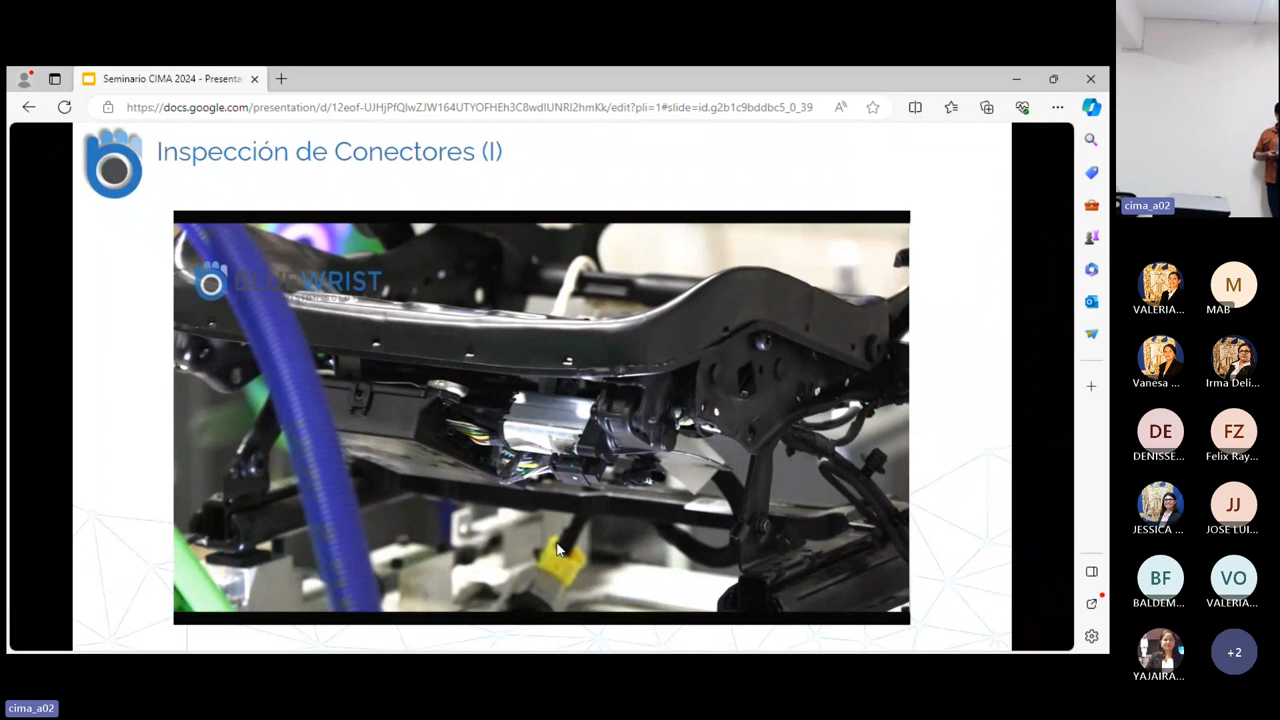 Seminario CIMA 2024 - Presenta
https://docs.google.com/presentation/d/12eof-UJHjPfQIwZJW164UTYOFHEh3C8wdIUNRI2hmKk/edit?pli=1#slide=id.g2b1c9bddbc5_0_39
Inspección de Conectores (I)
BLUEWRIST
cima_a02
VALERIA...
M
MAB
Vanesa ...
Irma Deli...
DE
DENISSE...
FZ
Felix Ray...
JESSICA ...
JJ
JOSE LUI...
BF
BALDEM...
VO
VALERIA...
YAJAIRA...
+2
cima_a02